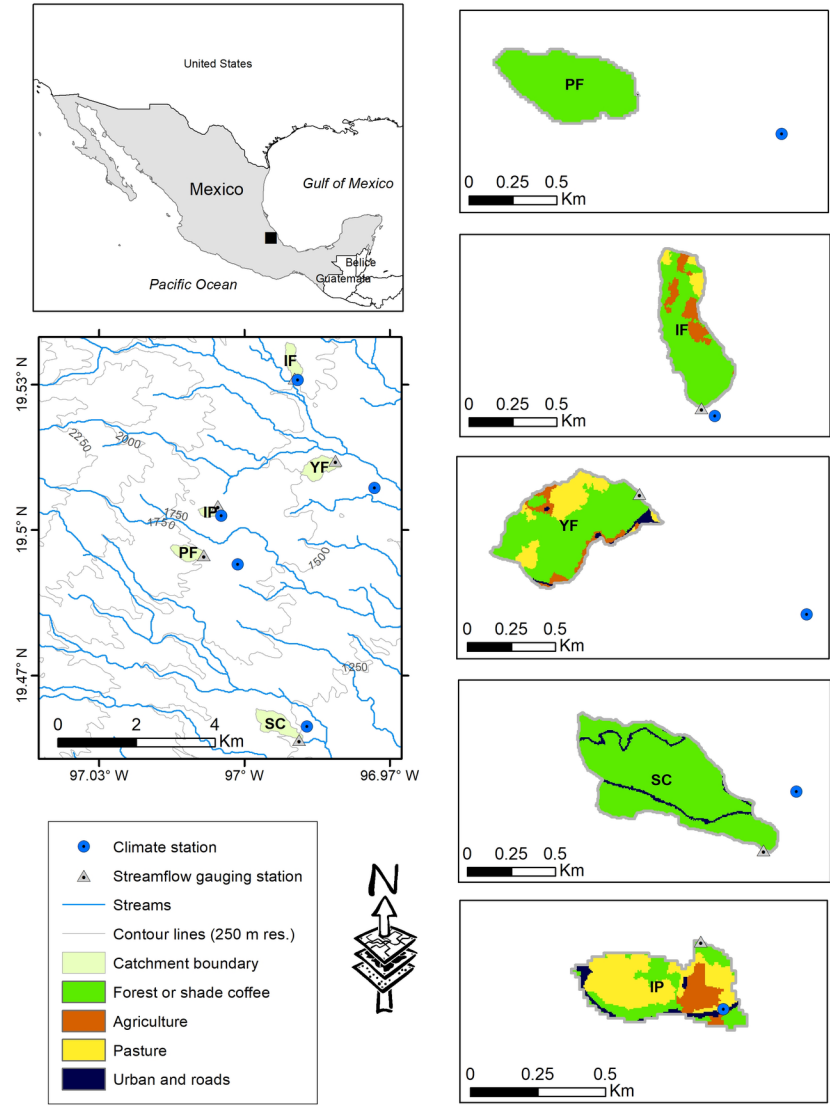 United States
Mexico
Gulf of Mexico
Belice
Guatemala
Pacific Ocean
PF
0 0.25 0.5
Km
IF
0 0.25 0.5
Km
YF
0 0.25 0.5
Km
SC
0 0.25 0.5
Km
IP
0 0.25 0.5
Km
19.53° N
19.5° N
19.47° N
IF
2250
2000
YF
1750
1750
IP
PF
1500
1250
SC
0 2 4
Km
97.03° W
97° W
96.97° W
Climate station
Streamflow gauging station
Streams
Contour lines (250 m res.)
Catchment boundary
Forest or shade coffee
Agriculture
Pasture
Urban and roads
N